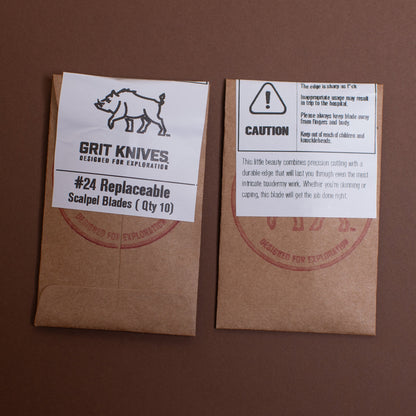 GRIT KNIVES
DESIGNED FOR EXPLORATION
#24 Replaceable
Scalpel Blades ( Qty 10)
DESIGNED FOR EXPLORATION
The edge is sharp as f*ck
Inappropriate usage may result
in trip to the hospital.
Please always keep blade away
from fingers and body.
CAUTION
Keep out of reach of children and
knuckleheads.
This little beauty combines precision cutting with a
durable edge that will last you through even the most
intricate taxidermy work. Whether you're skinning or
caping, this blade will get the job done right.
DESIGNED FOR EXPLORATION